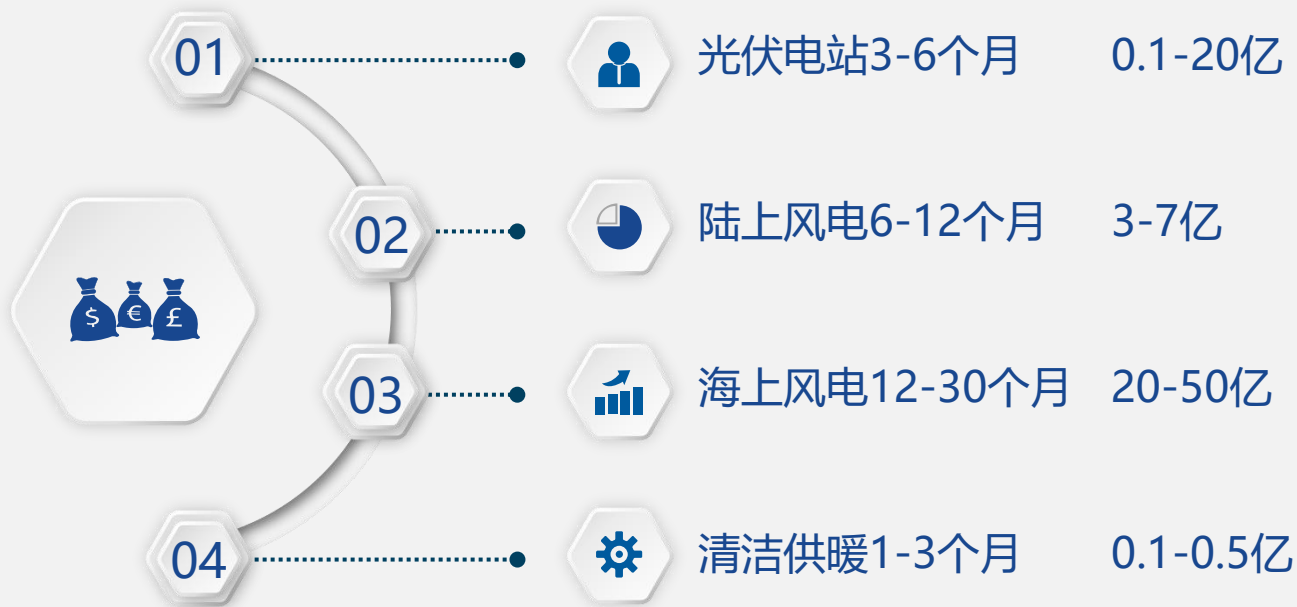 01
光伏电站3-6个月 0.1-20亿
02
陆上风电6-12个月 3-7亿
$ € £
03
海上风电12-30个月 20-50亿
04
清洁供暖1-3个月 0.1-0.5亿